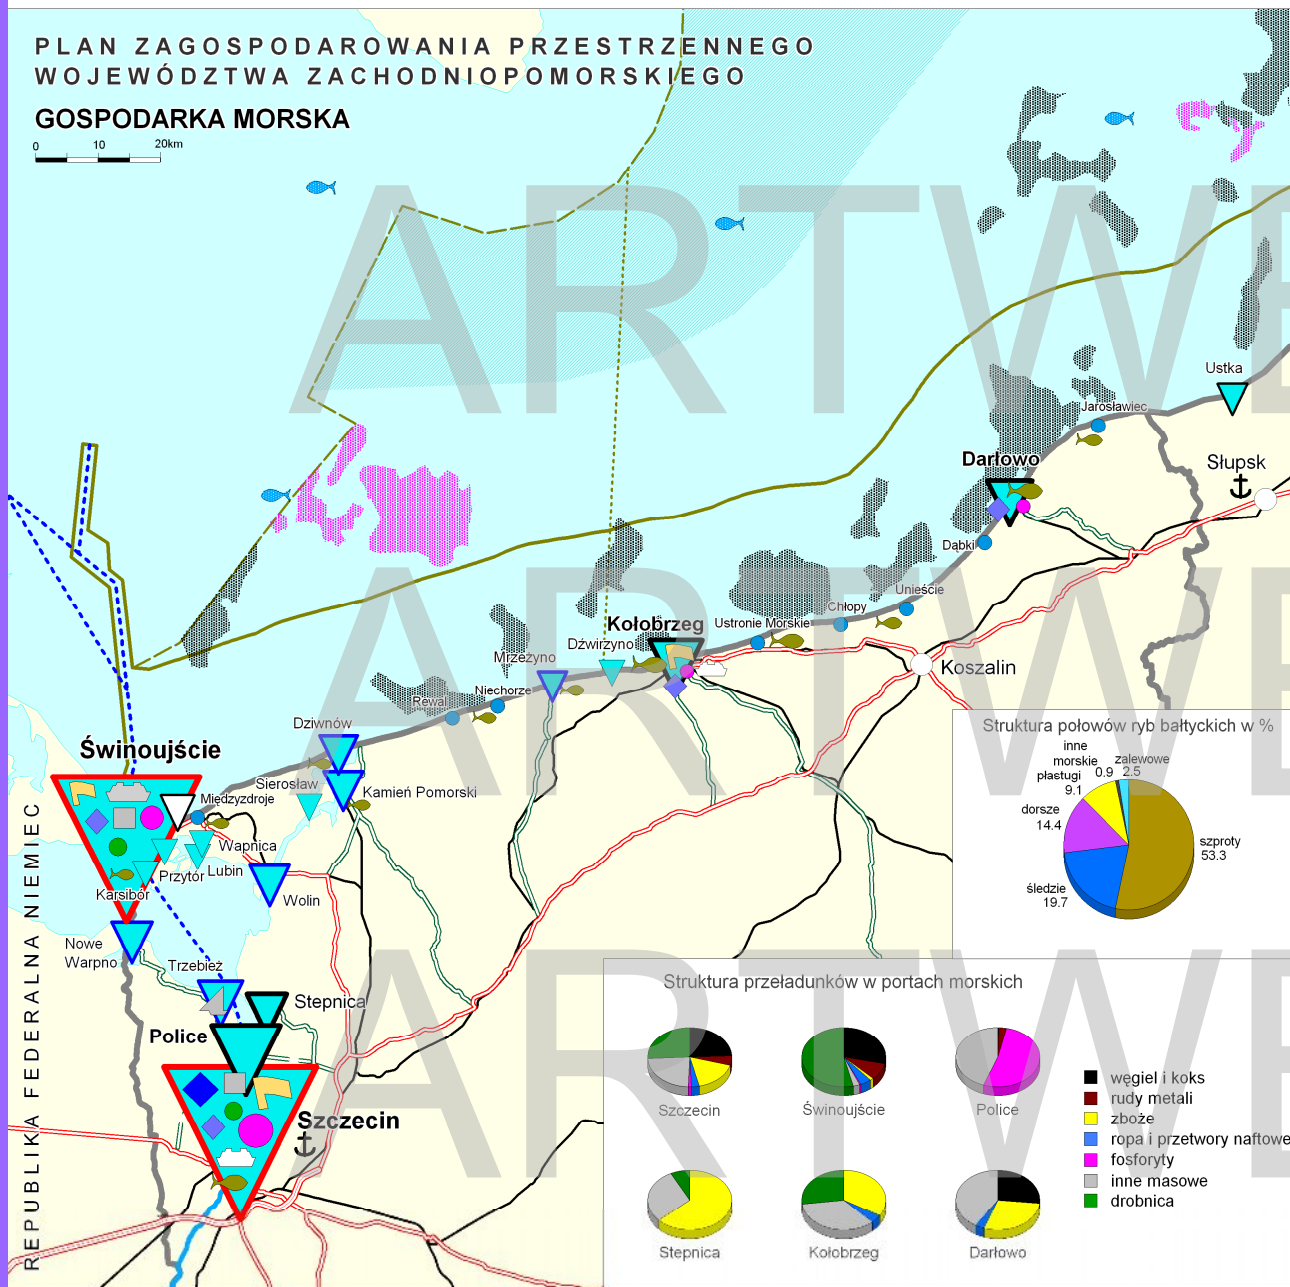 PLAN ZAGOSPODAROWANIA PRZESTRZENNEGO
WOJEWÓDZTWA ZACHODNIOPOMORSKIEGO
GOSPODARKA MORSKA
0 10 20km
ARTWE
Ustka
Jarosławiec
Darłowo
Słupsk
Dąbki
ARTWE
Unieście
Chłopy
Ustronie Morskie
Kołobrzeg
Dźwirzyno
Mrzeżyno
Koszalin
Niechorze
Rewal
Dziwnów
Świnoujście
Sierosław
Kamień Pomorski
Międzyzdroje
Wapnica
Lubin
Przytór
Karsibór
Wolin
Nowe
Warpno
Trzebież
Stepnica
Police
Szczecin
REPUBLIKA FEDERALNA NIEMIEC
Struktura połowów ryb bałtyckich w %
inne
morskie
0.9
zalewowe
2.5
płastugi
9.1
dorsze
14.4
szproty
53.3
śledzie
19.7
ARTWE
Struktura przeładunków w portach morskich
Szczecin
Świnoujście
Police
Stepnica
Kołobrzeg
Darłowo
węgiel i koks
rudy metali
zboże
ropa i przetwory naftowe
fosforyty
inne masowe
drobnica